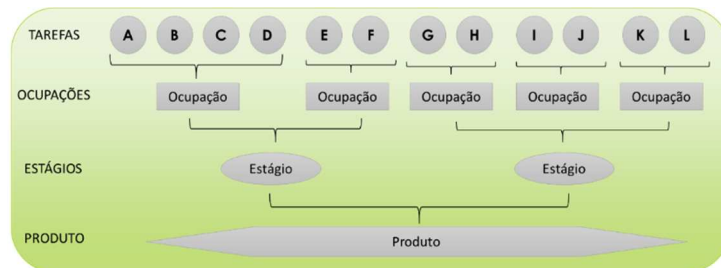 TAREFAS A B C D E F G H I J K L
OCUPAÇÕES Ocupação Ocupação Ocupação Ocupação Ocupação
ESTÁGIOS Estágio Estágio
PRODUTO Produto